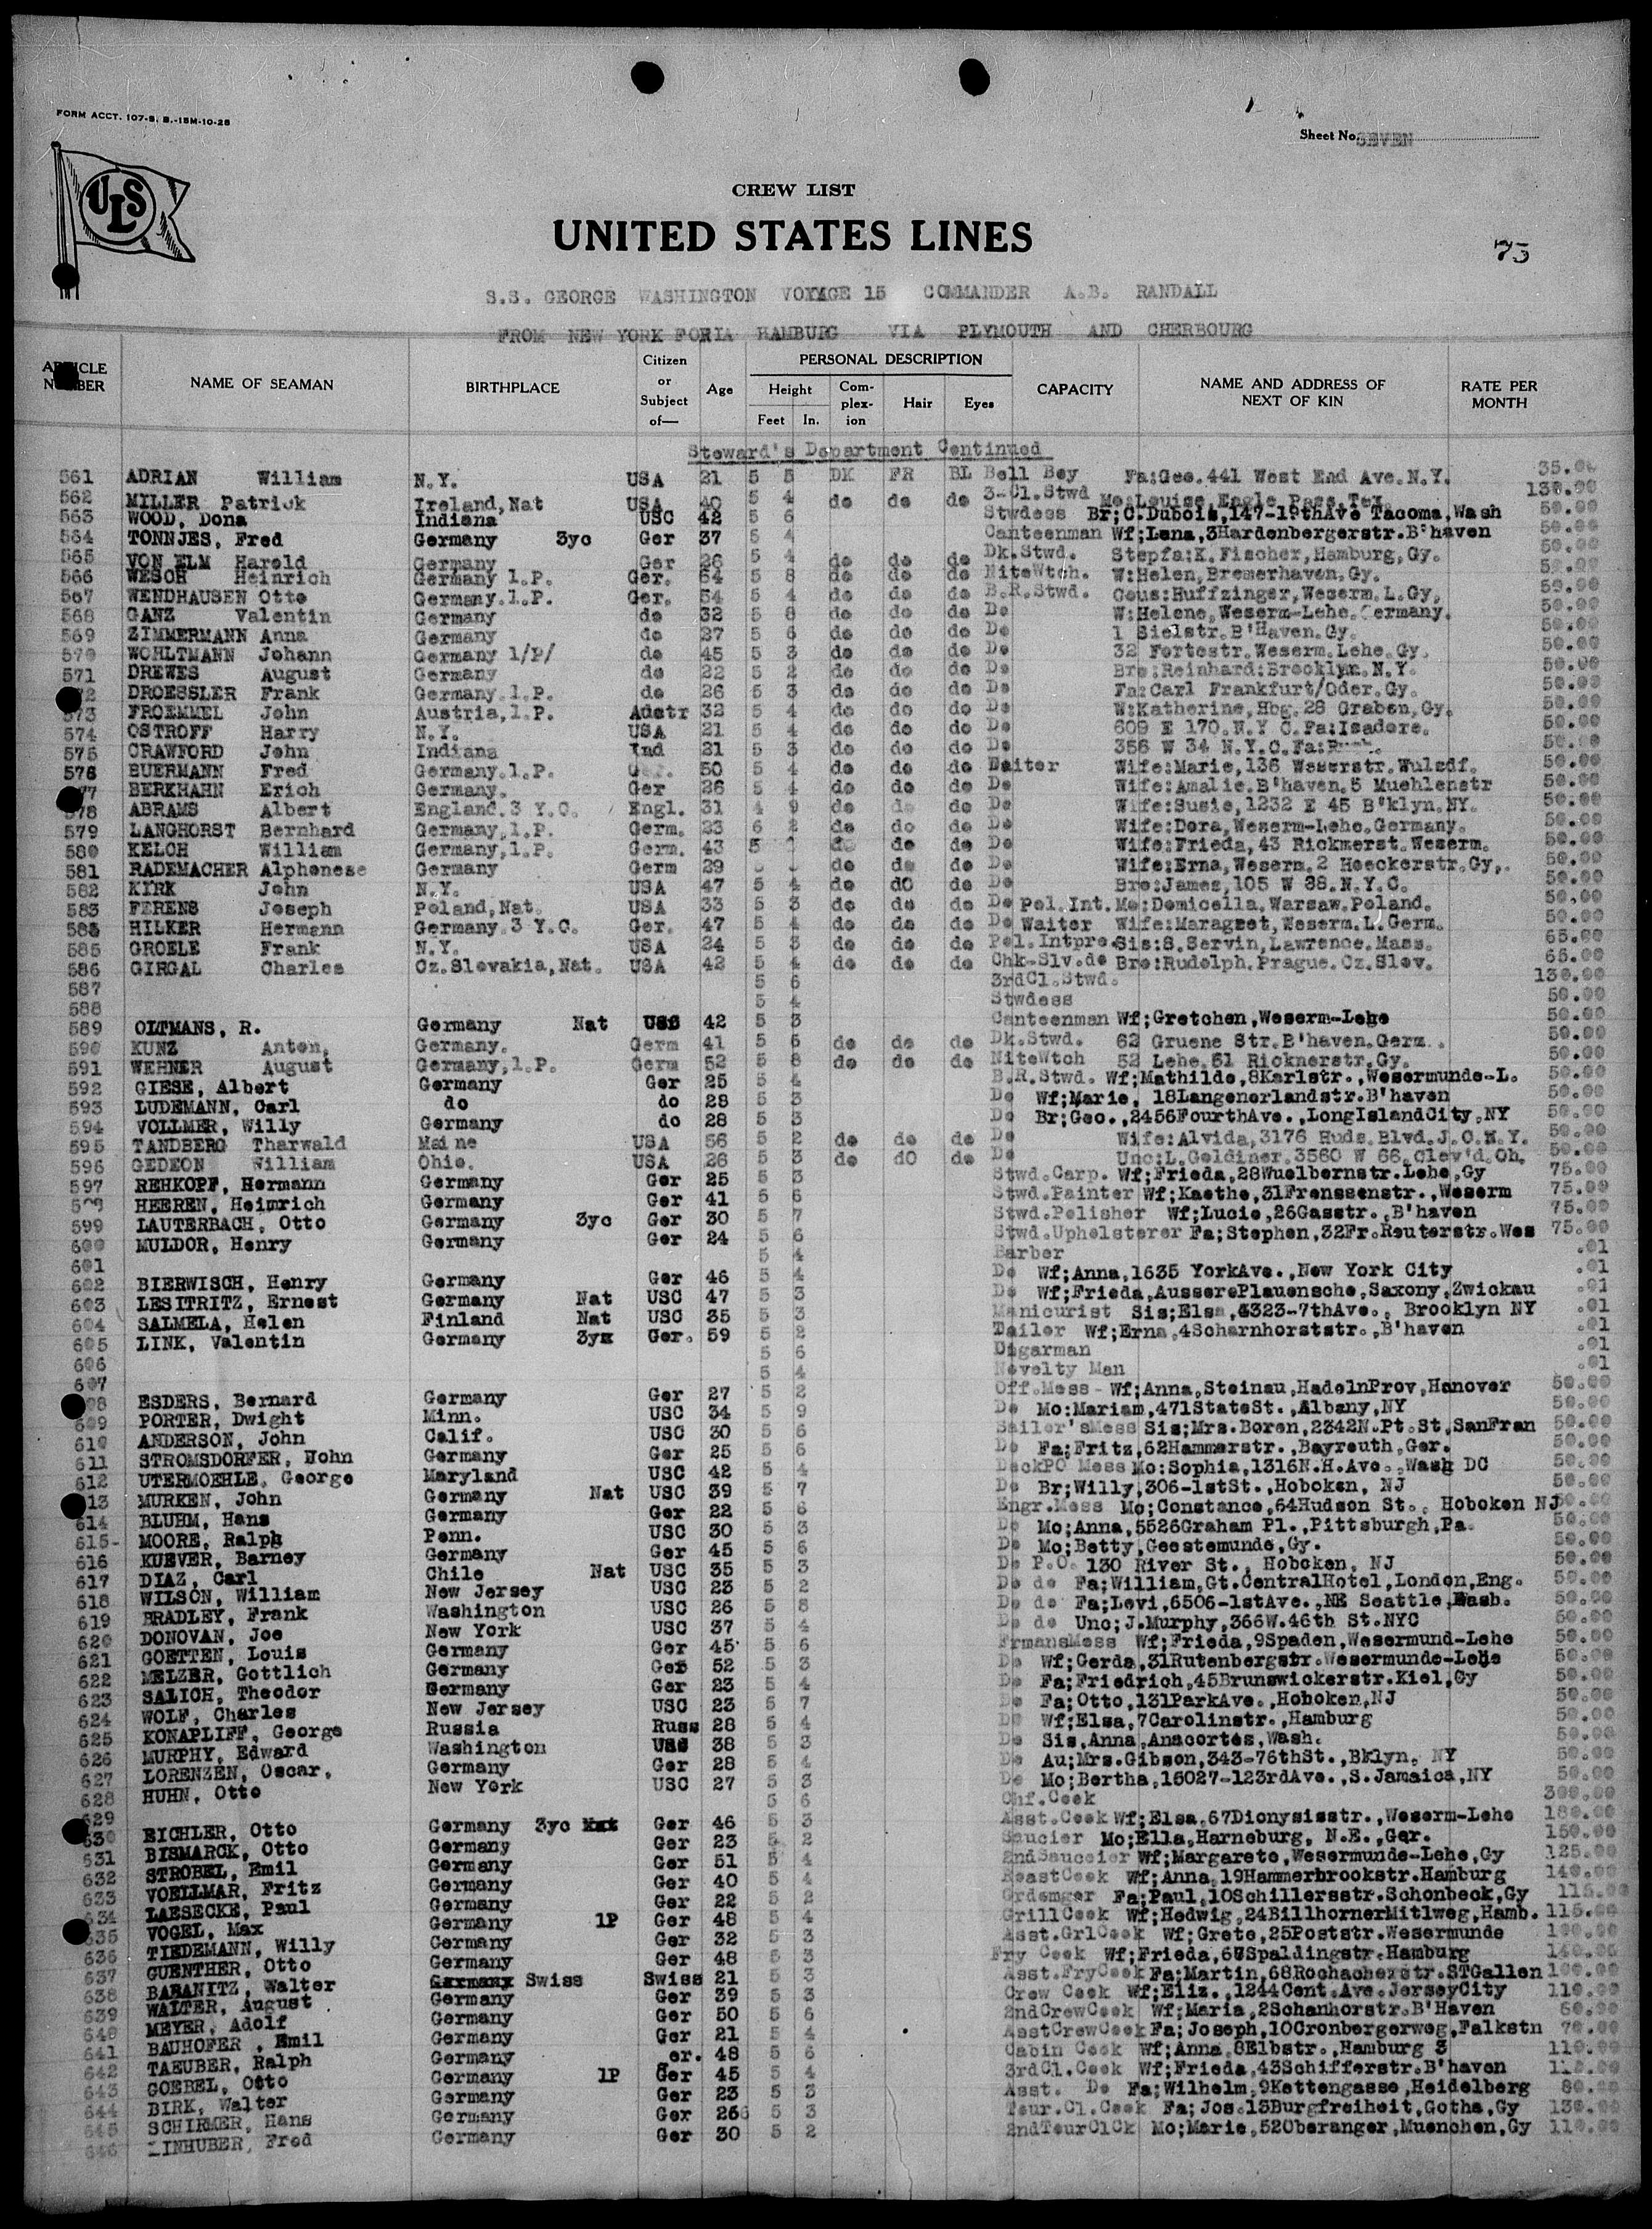 FORM ACCT. 107-S. B.-15M-10-28
Sheet No. SEVEN
ULS
CREW LIST
UNITED STATES LINES
75
S.S. GEORGE WASHINGTON VOYAGE 15 COMMANDER A.B. RANDALL
FROM NEW YORK FOR HAMBURG VIA PLYMOUTH AND CHERBOURG
ARTICLE NUMBER NAME OF SEAMAN BIRTHPLACE Citizen or Subject of— Age PERSONAL DESCRIPTION Height Feet In. Complexion Hair Eyes CAPACITY NAME AND ADDRESS OF NEXT OF KIN RATE PER MONTH
Steward's Department Continued
561 ADRIAN William N.Y. USA 21 5 5 DK FR BL Bell Boy Fa:Geo.441 West End Ave.N.Y. 35.00
562 MILLER Patrick Ireland,Nat USA 40 5 4 do do do 3-Cl.Stwd Mo:Louise Eagle Pass,Tex. 130.00
563 WOOD, Dona Indiana USC 42 5 6 Stwdess Br;C.Dubois,147-19thAve Tacoma,Wash 50.00
564 TONNJES, Fred Germany 3yc Ger 37 5 4 Canteenman Wf;Lena,3Hardenbergerstr.B'haven 50.00
565 VON ELM Harold Germany Ger 26 5 4 do do do Dk.Stwd. Stepfa:K.Fischer,Hamburg,Gy. 50.00
566 WESCH Heinrich Germany 1.P. Ger. 64 5 8 do do do NiteWtch. W:Helen,Bremerhaven.Gy. 50.00
567 WENDHAUSEN Otto Germany.1.P. Ger. 54 5 4 do do do B.R.Stwd. Cous:Huffzinger,Weserm.L.Gy. 50.00
568 GANZ Valentin Germany do 32 5 8 do do do Do W:Helene,Weserm-Lehe.Germany. 50.00
569 ZIMMERMANN Anna Germany do 27 5 6 do do do Do 1 Sielstr.B'Haven.Gy. 50.00
570 WOHLTMANN Johann Germany 1/P/ do 45 5 3 do do do Do 32 Fortestr.Weserm.Lehe.Gy. 50.00
571 DREWES August Germany do 22 5 2 do do do Do Bro:Reinhard:Brooklyn.N.Y. 50.00
72 DROESSLER Frank Germany.1.P. do 26 5 3 do do do Do Fa:Carl Frankfurt/Oder.Gy. 50.00
573 FROEMMEL John Austria,1.P. Adstr 32 5 4 do do do Do W:Katherine,Hbg.28 Graben,Gy. 50.00
574 OSTROFF Harry N.Y. USA 21 5 4 do do do Do 609 E 170.N.Y C.Fa:Isadore. 50.00
575 CRAWFORD John Indiana Ind 21 5 3 do do do Do 356 W 34 N.Y.C.Fa: 50.00
576 BUERMANN Fred Germany.1.P. 50 5 4 do do do Waiter Wife:Marie,136 Weserstr.Wulsdf. 50.00
77 BERKHAHN Erich Germany. Ger 26 5 4 do do do Do Wife:Amalie.B'haven.5 Muehlenstr 50.00
578 ABRAMS Albert England.3 Y.C. Engl. 31 4 9 do do do Do Wife:Susie,1232 E 45 B'klyn.NY. 50.00
579 LANGHORST Bernhard Germany,1.P. Germ. 23 6 2 do do do Do Wife:Dora,Weserm-Lehe.Germany. 50.00
580 KELCH William Germany,1.P. Germ. 43 5 do do do Do Wife:Frieda,43 Rickmerst.Weserm. 50.00
581 RADEMACHER Alphonese Germany Germ 29 do do do Do Wife:Erna,Weserm.2 Hoeckerstr.Gy,. 50.00
582 KIRK John N.Y. USA 47 5 4 do dO do Do Bro:James,105 W 88.N.Y.C. 50.00
583 FERENS Joseph Poland,Nat. USA 33 5 3 do do do Do Pol.Int. Mo:Domicella.Warsaw.Poland. 50.00
584 HILKER Hermann Germany.3 Y.C. Ger. 47 5 4 do do do Do Waiter Wife:Maragret,Weserm.L.Germ. 50.00
585 GROELE Frank N.Y. USA 24 5 3 do do do Pol.Intpre. Sis:S.Servin,Lawrence.Mass. 65.00
586 GIRGAL Charles Cz.Slovakia,Nat. USA 42 5 4 do do do Chk-Slv.do Bro:Rudolph.Prague.Cz.Slov. 65.00
587 5 6 3rdCl.Stwd. 130.00
588 5 4 Stwdess 50.00
589 OLTMANS, R. Germany Nat USC 42 5 3 Canteenman Wf;Gretchen,Weserm-Lehe 50.00
590 KUNZ Anton, Germany. Germ 41 5 5 do do do Dk.Stwd. 62 Gruene Str.B'haven.Germ. 50.00
591 WEHNER August Germany,1.P. Germ 52 5 8 do do do NiteWtch 52 Lehe.61 Ricknerstr.Gy. 50.00
592 GIESE, Albert Germany Ger 25 5 4 B.R.Stwd. Wf;Mathilde,8Karlstr.,Wesermunde-L. 50.00
593 LUDEMANN, Carl do do 28 5 3 Do Wf;Marie, 18Langenerlandstr.B'haven 50.00
594 VOLLMER, Willy Germany do 28 5 3 Do Br;Geo.,2456FourthAve.,LongIslandCity,NY 50.00
595 TANDBERG Tharwald Maine USA 56 5 2 do do do Do Wife:Alvida,3176 Huds.Blvd.J.C.N.Y. 50.00
596 GEDEON William Ohio. USA 26 5 3 do dO do Do Unc:L.Goldiner.3560 W 66.Clev'd.Oh. 50.00
597 REHKOPF, Hermann Germany Ger 25 5 3 Stwd.Carp. Wf;Frieda,28Wuelbernstr.Lehe,Gy 75.00
598 HEEREN, Heinrich Germany Ger 41 5 6 Stwd.Painter Wf;Kaethe,31Frenssenstr.,Weserm 75.00
599 LAUTERBACH, Otto Germany 3yc Ger 30 5 7 Stwd.Polisher Wf;Lucie,26Gasstr.,B'haven 75.00
600 MULDOR, Henry Germany Ger 24 5 6 Stwd.Upholsterer Fa;Stephen,32Fr.Reuterstr.Wes 75.00
601 5 4 Barber .01
602 BIERWISCH, Henry Germany Ger 46 5 4 Do Wf;Anna,1635 YorkAve.,New York City .01
603 LESITRITZ, Ernest Germany Nat USC 47 5 3 Do Wf;Frieda,AusserePlauensche,Saxony,Zwickau .01
604 SALMELA, Helen Finland Nat USC 35 5 3 Manicurist Sis;Elsa,4323-7thAve., Brooklyn NY .01
605 LINK, Valentin Germany 3yx Ger. 59 5 2 Tailor Wf;Erna,4Scharnhorststr.,B'haven .01
606 5 6 Digarman .01
607 5 4 Novelty Man .01
08 ESDERS, Bernard Germany Ger 27 5 2 Off.Mess - Wf;Anna,Steinau,HadelnProv,Hanover 50.00
609 PORTER, Dwight Minn. USC 34 5 9 Do Mo:Mariam,471StateSt.,Albany,NY 50.00
610 ANDERSON, John Calif. USC 30 5 6 Sailor'sMess Sis;Mrs.Boren,2342N.Pt.St,SanFran 50.00
611 STROMSDORFER, John Germany Ger 25 5 6 Do Fa;Fritz,62Hammerstr.,Bayreuth,Ger. 50.00
612 UTERMOEHLE, George Maryland USC 42 5 4 DeckPO Mess Mo:Sophia,1316N.H.Ave.,Wash DC 50.00
13 MURKEN, John Germany Nat USC 39 5 7 Do Br;Willy,306-1stSt.,Hoboken, NJ 50.00
614 BLUHM, Hans Germany Ger 22 5 6 Engr.Mess Mo;Constance,64Hudson St., Hoboken NJ 50.00
615- MOORE, Ralph Penn. USC 30 5 3 Do Mo;Anna,5526Graham Pl.,Pittsburgh,Pa. 50.00
616 KUEVER, Barney Germany Ger 45 5 6 Do Mo;Betty,Geestemunde,Gy. 50.00
617 DIAZ, Carl Chile Nat USC 35 5 3 Do P.O. 130 River St., Hoboken, NJ 50.00
618 WILSON, William New Jersey USC 23 5 2 Do do Fa;William,Gt.CentralHotel,London,Eng. 50.00
619 BRADLEY, Frank Washington USC 26 5 8 Do do Fa;Levi,6506-1stAve.,NE Seattle,Wash. 50.00
620 DONOVAN, Joe New York USC 37 5 4 Do do Unc;J.Murphy,366W.46th St.NYC 50.00
621 GOETTEN, Louis Germany Ger 45 5 6 FrmansMess Wf;Frieda,9Spaden,Wesermund-Lehe 50.00
622 MELZER, Gottlich Germany Ger 52 5 3 Do Wf;Gerda,31Rutenbergstr.Wesermunde-Lehe 50.00
623 SALICH, Theodor Germany Ger 23 5 4 Do Fa;Friedrich,45Brunswickerstr.Kiel,Gy 50.00
624 WOLF, Charles New Jersey USC 23 5 7 Do Fa;Otto,131ParkAve.,Hoboken,NJ 50.00
625 KONAPLIFF, George Russia Russ 28 5 4 Do Wf;Elsa,7Carolinstr.,Hamburg 50.00
626 MURPHY, Edward Washington USC 38 5 3 Do Sis,Anna,Anacortes,Wash. 50.00
627 LORENZEN, Oscar, Germany Ger 28 5 4 Do Au;Mrs.Gibson,343-76thSt.,Bklyn, NY 50.00
628 HUHN, Otto New York USC 27 5 3 Do Mo;Bertha,15027-123rdAve.,S.Jamaica,NY 50.00
629 5 6 Chf.Cook 300.00
630 EICHLER, Otto Germany 3yc Nat Ger 46 5 3 Asst.Cook Wf;Elsa,67Dionysisstr.,Weserm-Lehe 180.00
631 BISMARCK, Otto Germany Ger 23 5 2 Saucier Mo;Ella,Harneburg, N.E.,Ger. 150.00
632 STROBEL, Emil Germany Ger 51 5 4 2ndSauceier Wf;Margarete,Wesermunde-Lehe,Gy 125.00
633 VOELLMAR, Fritz Germany Ger 40 5 4 RoastCook Wf;Anna,19Hammerbrookstr.Hamburg 140.00
634 LAESECKE, Paul Germany Ger 22 5 2 Grdemger Fa;Paul,10Schillersstr.Schonbeck,Gy 115.00
635 VOGEL, Max Germany 1P Ger 48 5 4 GrillCook Wf;Hedwig,24BillhornerMitlweg,Hamb. 115.00
636 TIEDEMANN, Willy Germany Ger 32 5 3 Asst.GrlCook Wf;Grete,25Poststr.Wesermunde 100.00
637 GUENTHER, Otto Germany Ger 48 5 3 Fry Cook Wf;Frieda,68Spaldingstr.Hamburg 140.00
638 BABANITZ, Walter Germany Swiss Swiss 21 5 3 Asst.FryCook Fa;Martin,68Rochacherstr.STGallen 100.00
639 WALTER, August Germany Ger 39 5 3 Crew Cook Wf;Eliz.,1244Cent.Ave.JerseyCity 110.00
640 MEYER, Adolf Germany Ger 50 5 6 2ndCrewCook Wf;Maria,2Schanhorstr.B'Haven 60.00
641 BAUHOFER , Emil Germany Ger 21 5 4 AsstCrewCook Fa;Joseph,10Cronbergerweg,Falkstn 70.00
642 TAEUBER, Ralph Germany er. 48 5 6 Cabin Cook Wf;Anna,8Elbstr.,Hamburg 3 110.00
643 GOEBEL, Otto Germany 1P Ger 45 5 4 3rdCl.Cook Wf;Frieda,43Schifferstr.B'haven
644 BIRK, Walter Germany Ger 23 5 3 Asst. Do Fa;Wilhelm,9Kettengasse,Heidelberg 80.00
645 SCHIRMER, Hans Germany Ger 266 5 3 Tour.Cl.Cook Fa;Jos.13Burgfreiheit,Gotha,Gy 130.00
646 LINHUBER, Fred Germany Ger 30 5 2 2ndTourClCk Mo;Marie,52Oberanger,Muenchen,Gy 110.00